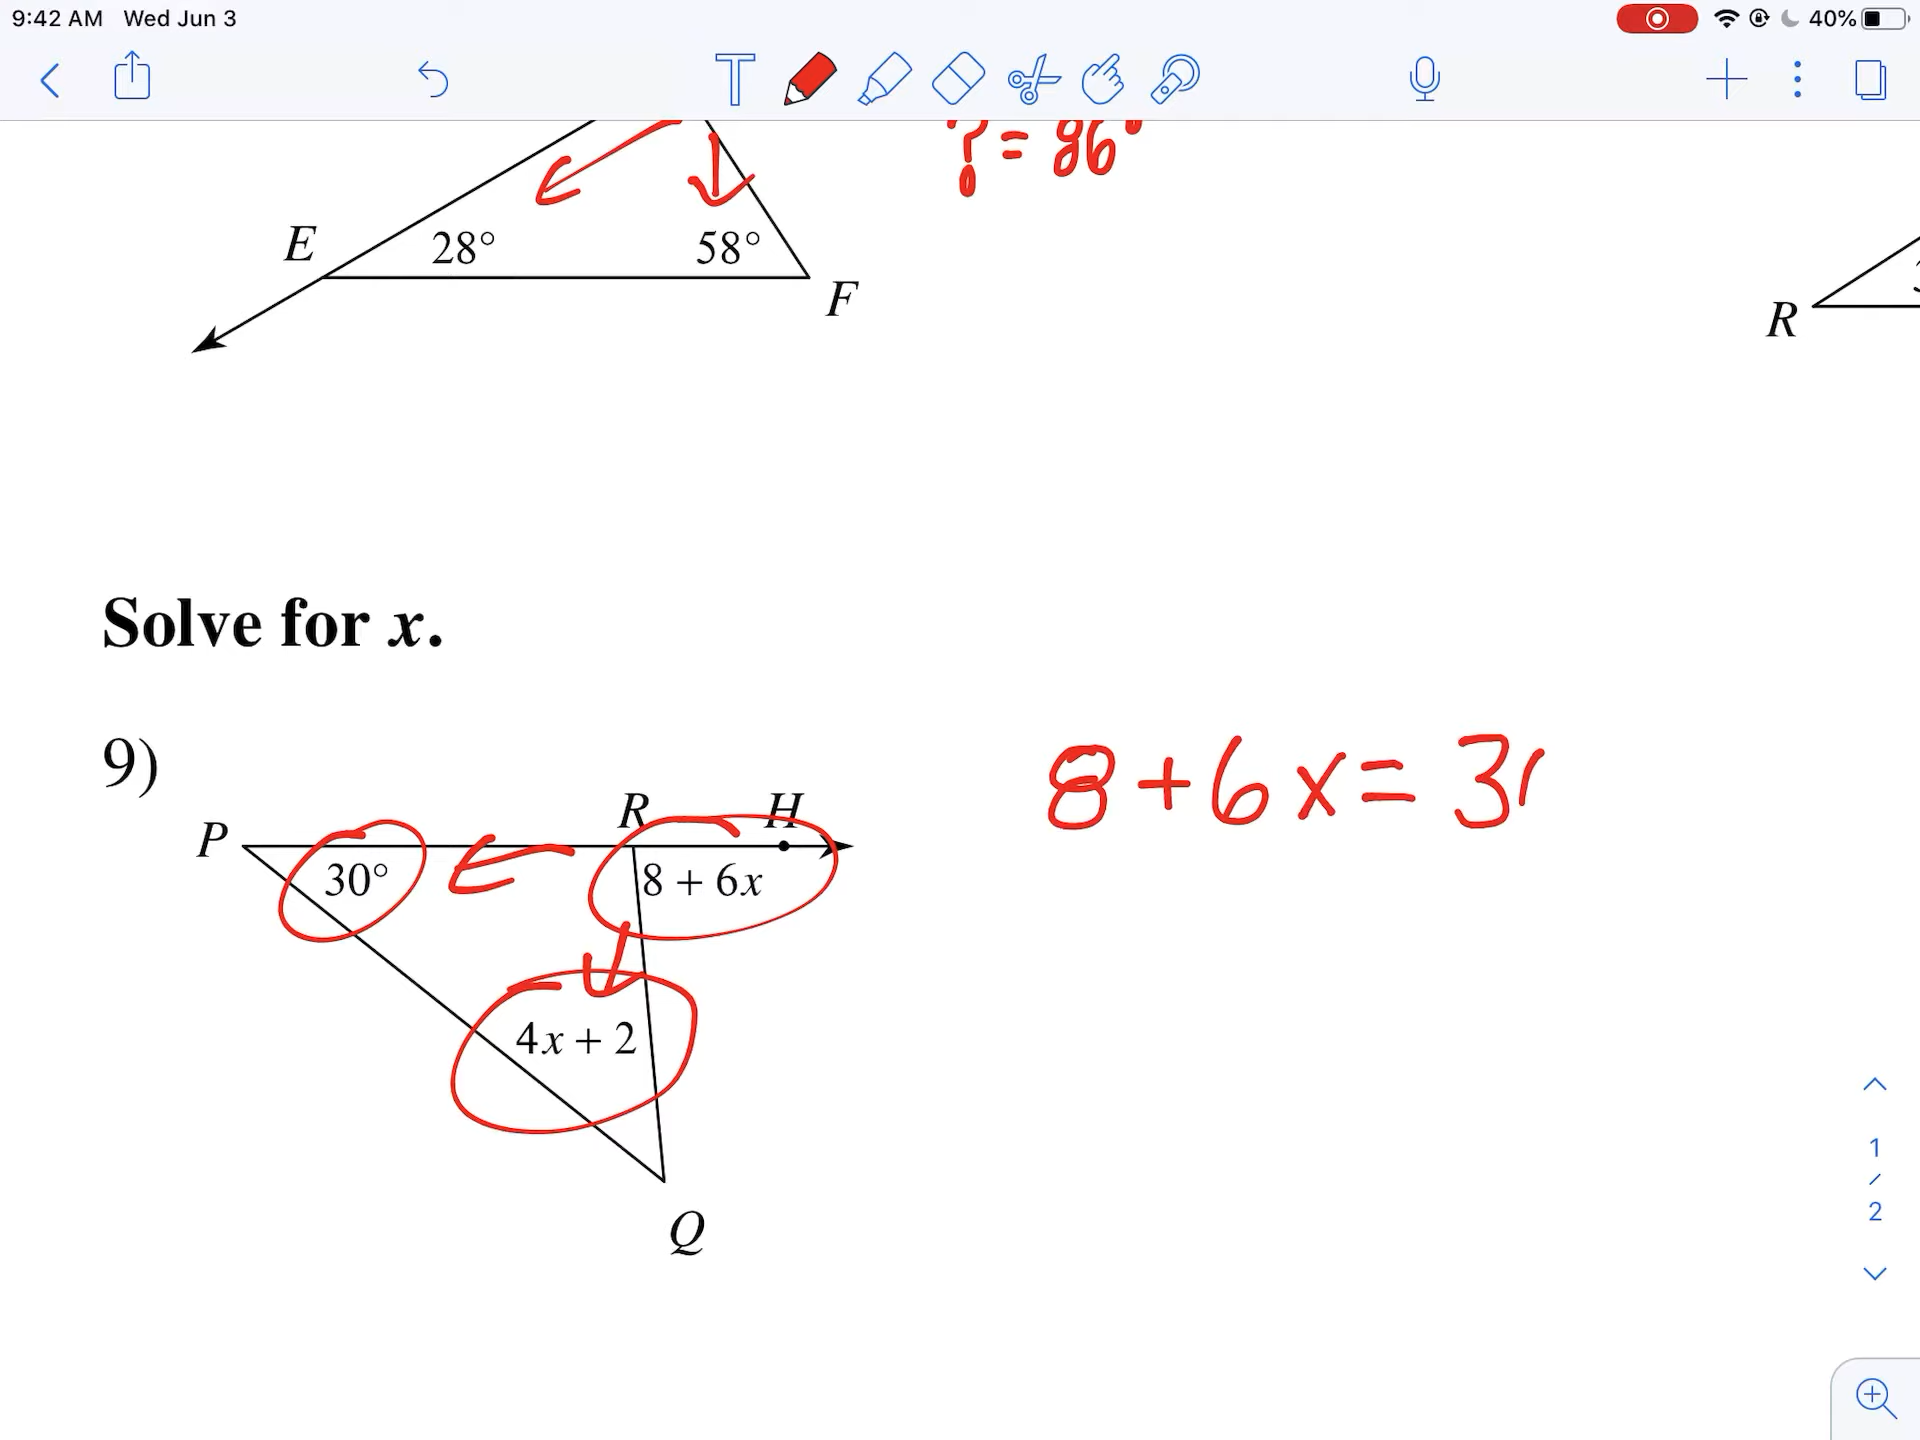 9:42 AM Wed Jun 3
40%
? = 86°
E
28°
58°
F
R
Solve for x.
9)
8 + 6 x = 3
P
R
H
30°
8 + 6x
4x + 2
Q
1
/
2